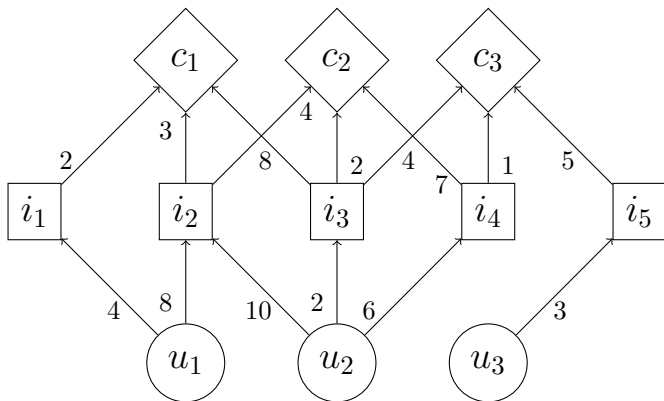 c₁ c₂ c₃
4
3
2 8 2 4 7 1 5
i₁ i₂ i₃ i₄ i₅
4 8 10 2 6 3
u₁ u₂ u₃